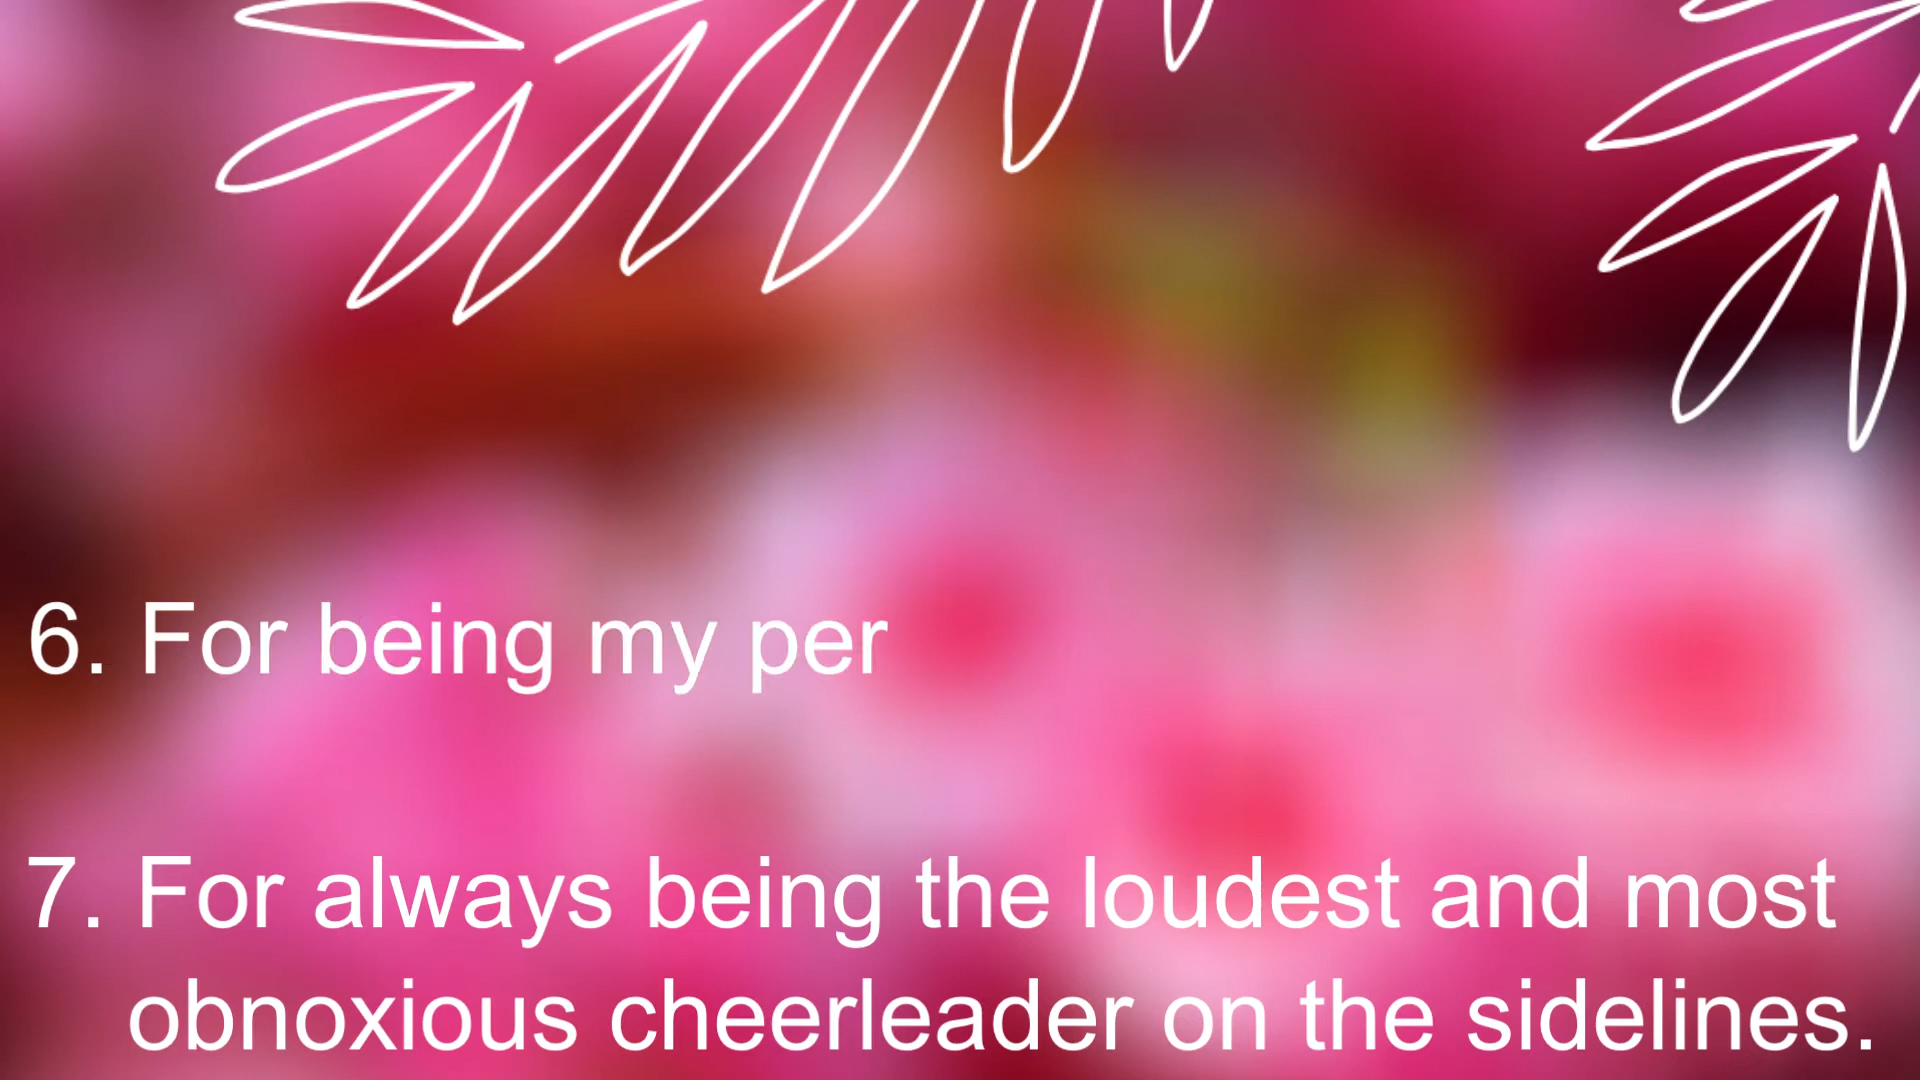 6. For being my per
7. For always being the loudest and most
obnoxious cheerleader on the sidelines.